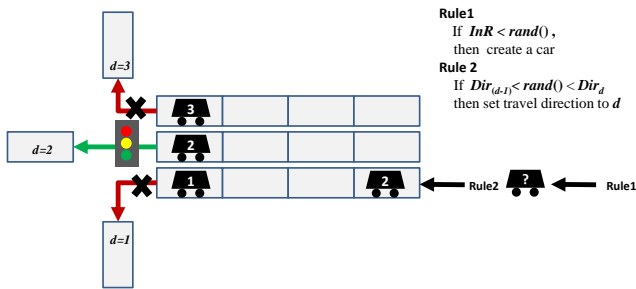 Rule1
If InR < rand() ,
then create a car
Rule 2
If Dir(d-1)< rand() < Dird
then set travel direction to d
d=3
3
d=2
2
1
2
Rule2
?
Rule1
d=1